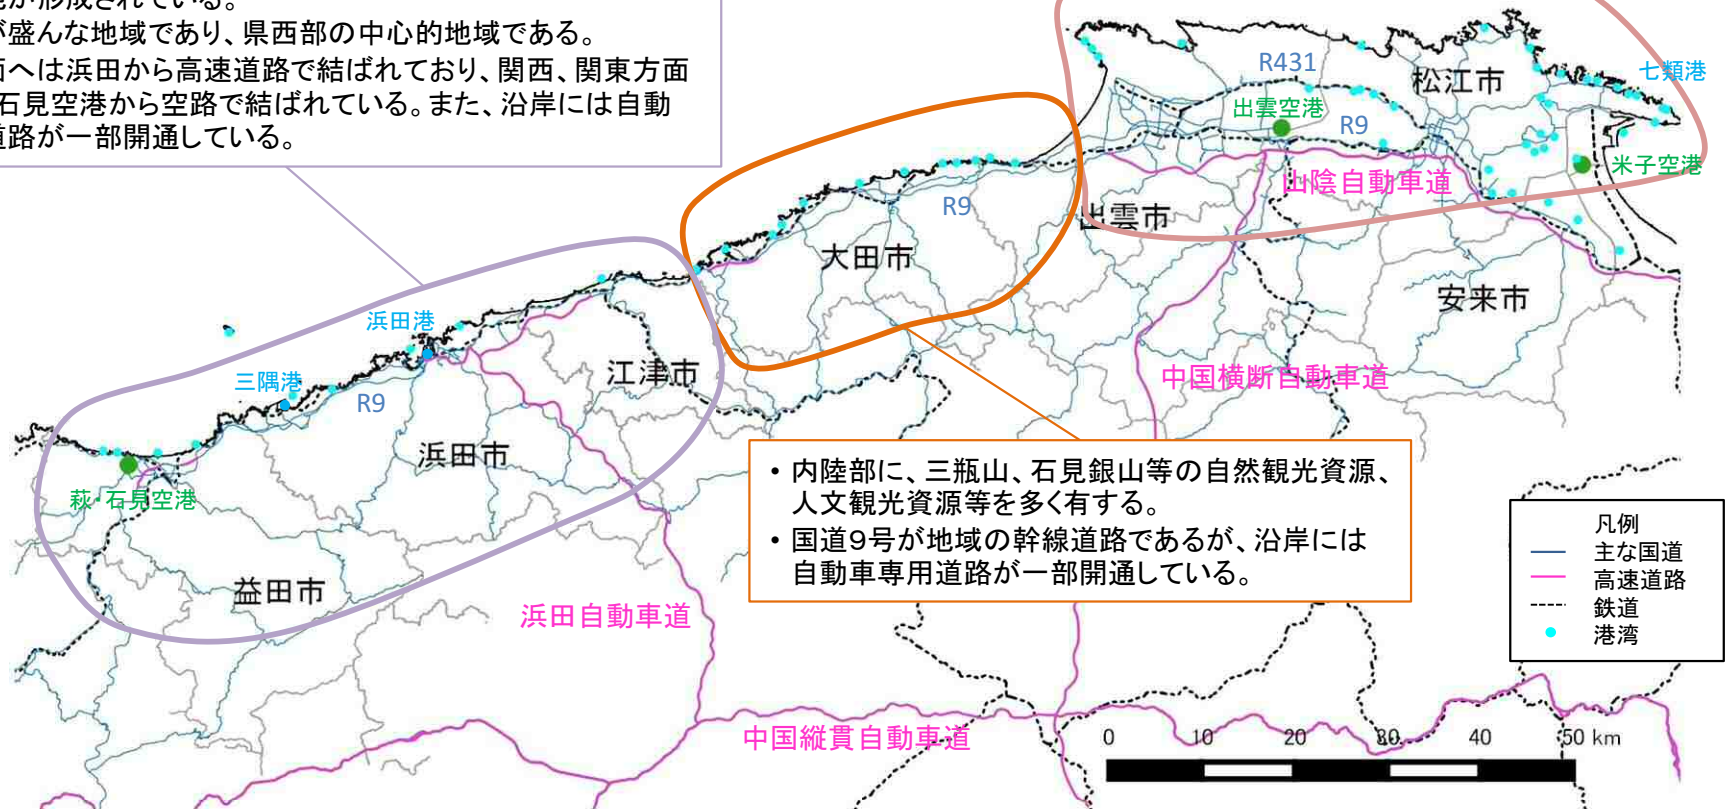 が形成されている。
が盛んな地域であり、県西部の中心的地域である。
へは浜田から高速道路で結ばれており、関西、関東方面
石見空港から空路で結ばれている。また、沿岸には自動
道路が一部開通している。
R431
松江市
七類港
出雲空港
R9
米子空港
山陰自動車道
R9
出雲市
大田市
安来市
浜田港
江津市
中国横断自動車道
三隅港
R9
浜田市
萩・石見空港
益田市
浜田自動車道
中国縦貫自動車道
・内陸部に、三瓶山、石見銀山等の自然観光資源、
人文観光資源等を多く有する。
・国道9号が地域の幹線道路であるが、沿岸には
自動車専用道路が一部開通している。
凡例
主な国道
高速道路
鉄道
港湾
0 10 20 30 40 50 km